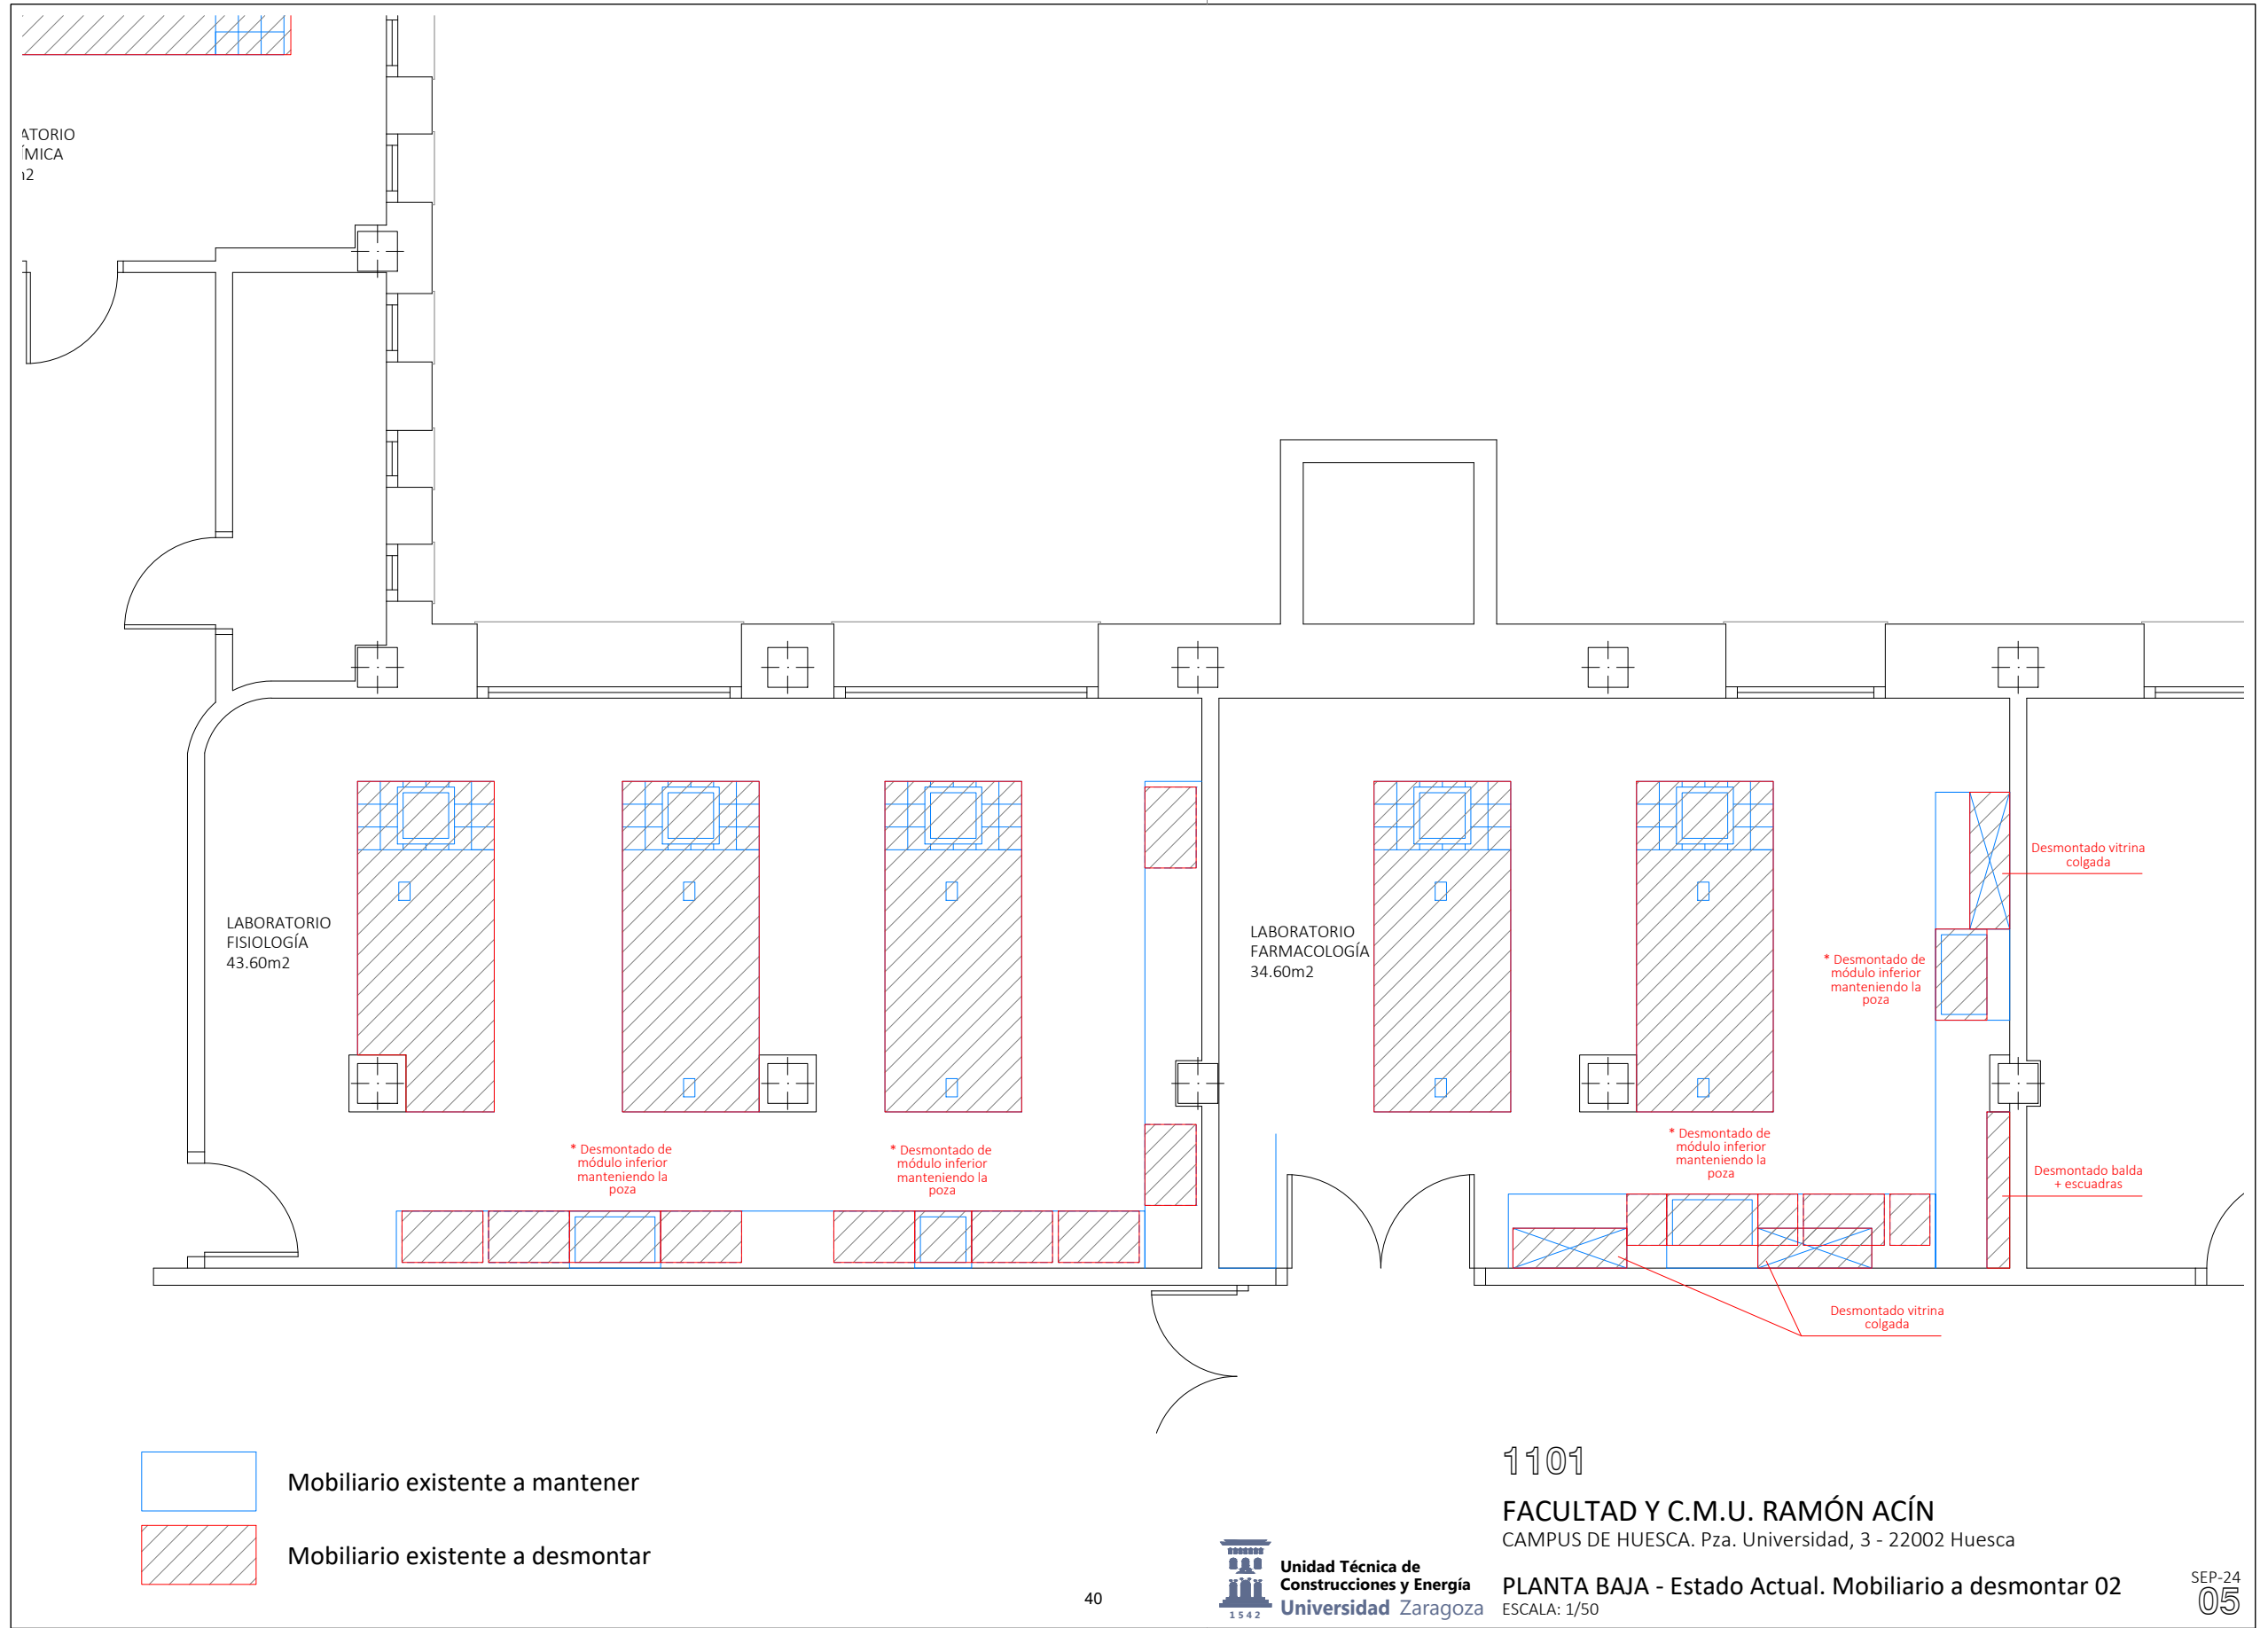 ATORIO
ÍMICA
LABORATORIO
FISIOLOGÍA
43.60m2
* Desmontado de
módulo inferior
manteniendo la
poza
* Desmontado de
módulo inferior
manteniendo la
poza
LABORATORIO
FARMACOLOGÍA
34.60m2
* Desmontado de
módulo inferior
manteniendo la
poza
Desmontado vitrina
colgada
* Desmontado de
módulo inferior
manteniendo la
poza
Desmontado balda
+ escuadras
Desmontado vitrina
colgada
Mobiliario existente a mantener
Mobiliario existente a desmontar
40
1542
Unidad Técnica de
Construcciones y Energía
Universidad Zaragoza
1101
FACULTAD Y C.M.U. RAMÓN ACÍN
CAMPUS DE HUESCA. Pza. Universidad, 3 - 22002 Huesca
PLANTA BAJA - Estado Actual. Mobiliario a desmontar 02
ESCALA: 1/50
SEP-24
05